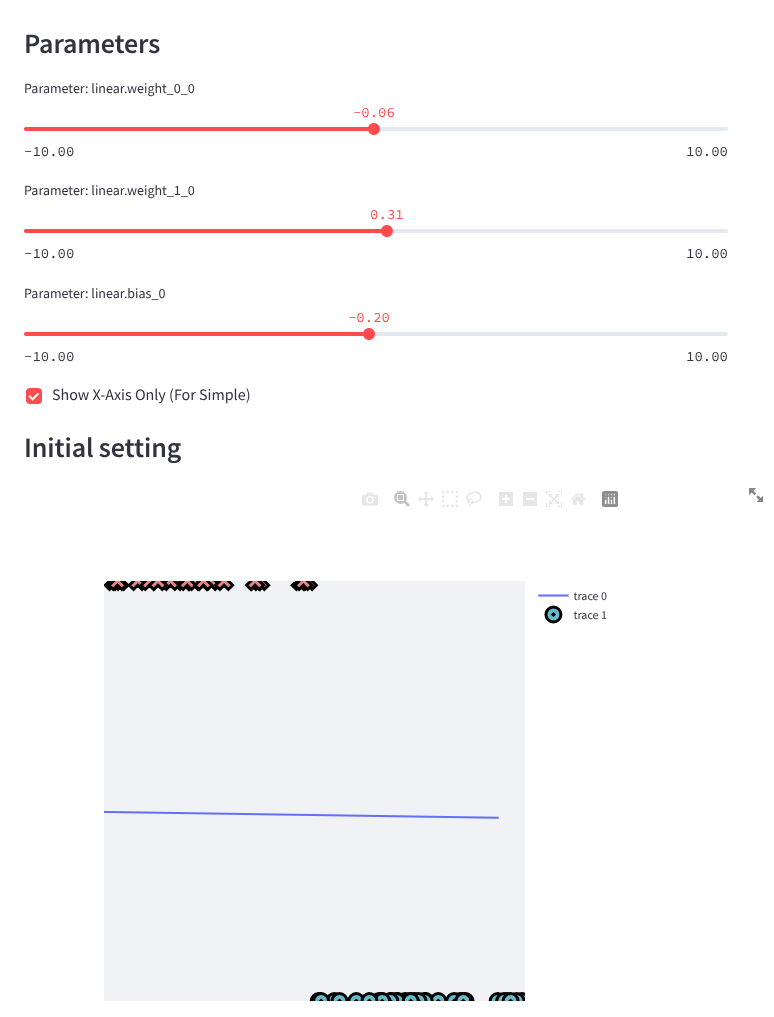 Parameters
Parameter: linear.weight_0_0
-0.06
-10.00 10.00
Parameter: linear.weight_1_0
0.31
-10.00 10.00
Parameter: linear.bias_0
-0.20
-10.00 10.00
Show X-Axis Only (For Simple)
Initial setting
trace 0
trace 1